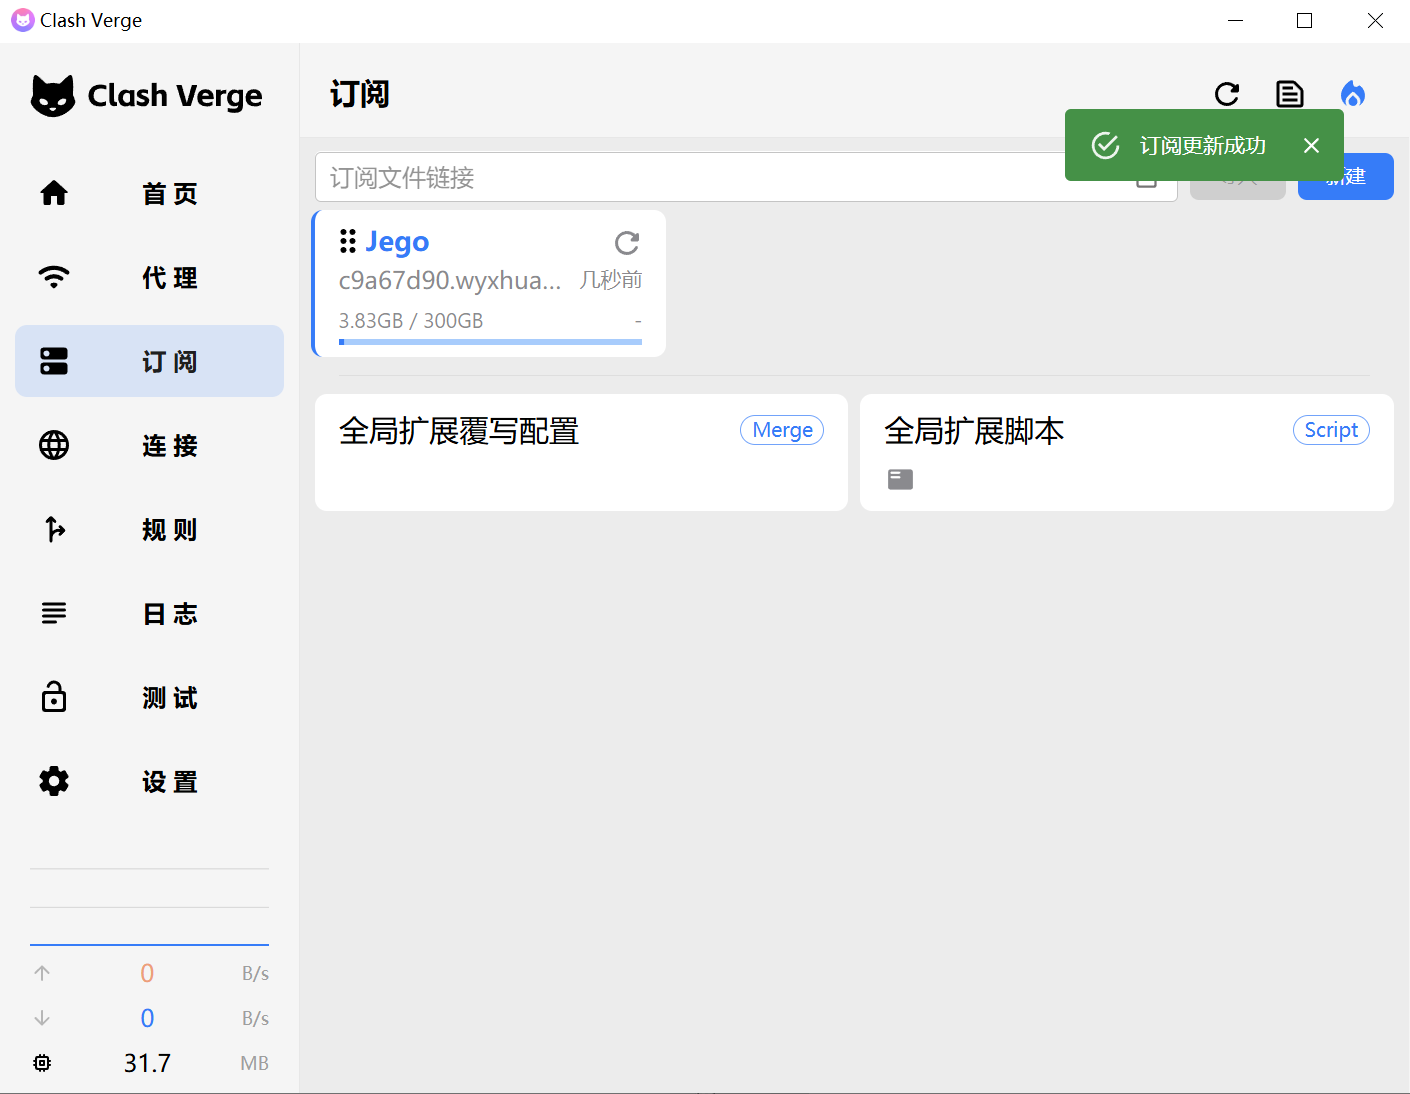 Clash Verge
Clash Verge
首页
代理
订阅
连接
规则
日志
测试
设置
0 B/s
0 B/s
31.7 MB
订阅
订阅更新成功
订阅文件链接
新建
Jego
c9a67d90.wyxhua... 几秒前
3.83GB / 300GB -
全局扩展覆写配置 Merge
全局扩展脚本 Script